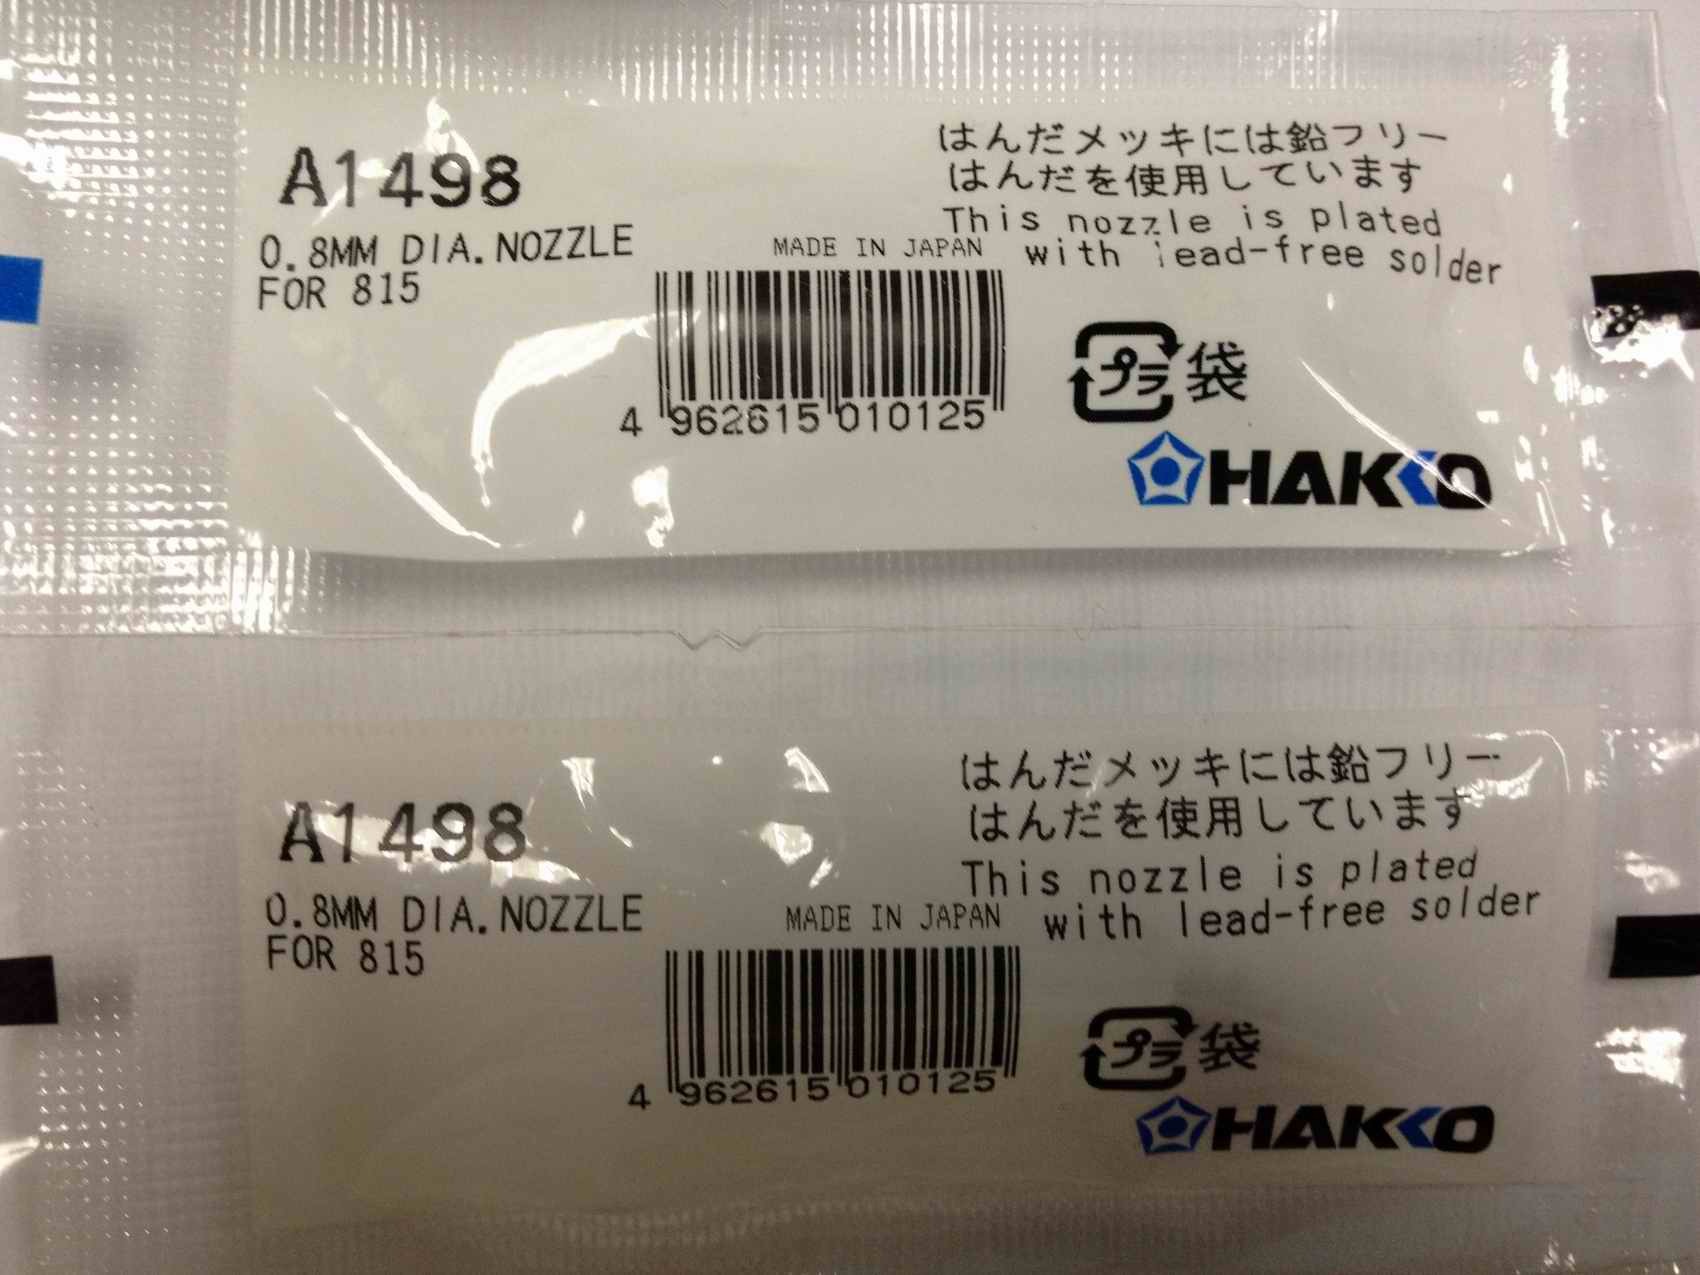 A1498
0.8MM DIA.NOZZLE
FOR 815
はんだメッキには鉛フリー
はんだを使用しています
This nozzle is plated
with lead-free solder
MADE IN JAPAN
4 962615 010125
プラ 袋
HAKKO
A1498
0.8MM DIA.NOZZLE
FOR 815
はんだメッキには鉛フリー
はんだを使用しています
This nozzle is plated
with lead-free solder
MADE IN JAPAN
4 962615 010125
プラ 袋
HAKKO